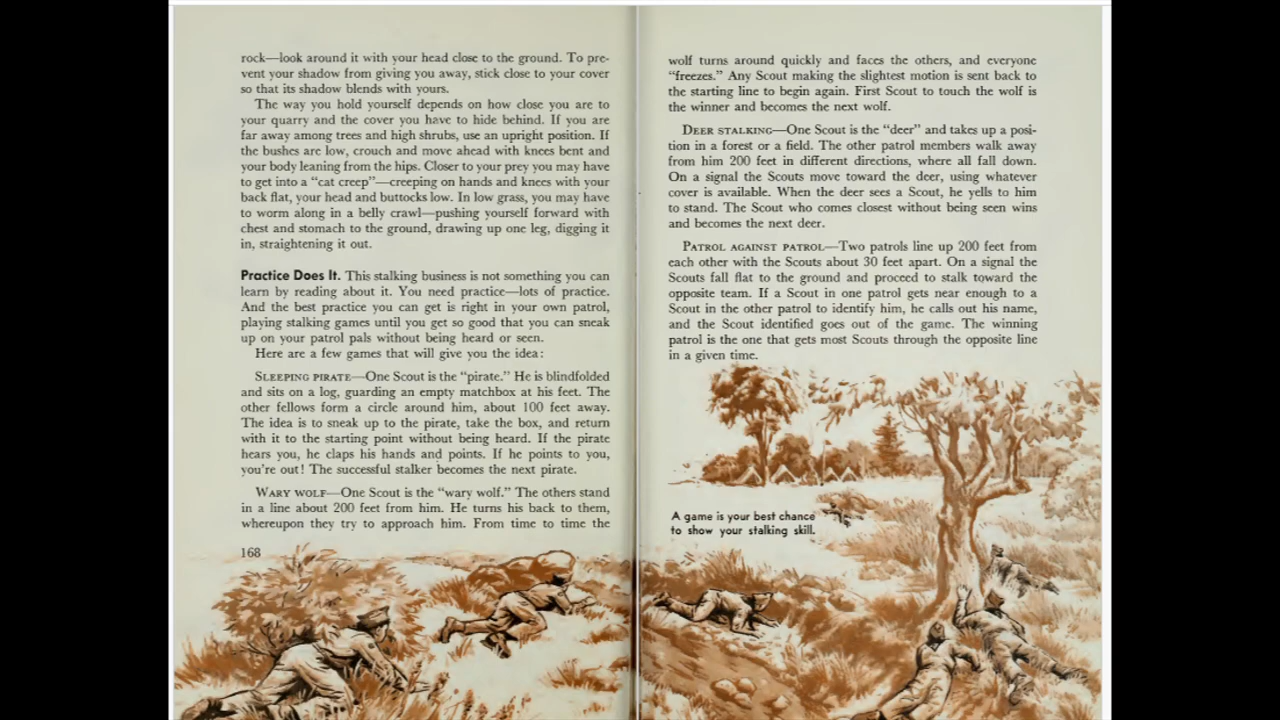 rock—look around it with your head close to the ground. To pre-
vent your shadow from giving you away, stick close to your cover
so that its shadow blends with yours.
The way you hold yourself depends on how close you are to
your quarry and the cover you have to hide behind. If you are
far away among trees and high shrubs, use an upright position. If
the bushes are low, crouch and move ahead with knees bent and
your body leaning from the hips. Closer to your prey you may have
to get into a “cat creep”—creeping on hands and knees with your
back flat, your head and buttocks low. In low grass, you may have
to worm along in a belly crawl—pushing yourself forward with
chest and stomach to the ground, drawing up one leg, digging it
in, straightening it out.
Practice Does It. This stalking business is not something you can
learn by reading about it. You need practice—lots of practice.
And the best practice you can get is right in your own patrol,
playing stalking games until you get so good that you can sneak
up on your patrol pals without being heard or seen.
Here are a few games that will give you the idea:
SLEEPING PIRATE—One Scout is the “pirate.” He is blindfolded
and sits on a log, guarding an empty matchbox at his feet. The
other fellows form a circle around him, about 100 feet away.
The idea is to sneak up to the pirate, take the box, and return
with it to the starting point without being heard. If the pirate
hears you, he claps his hands and points. If he points to you,
you’re out! The successful stalker becomes the next pirate.
WARY WOLF—One Scout is the “wary wolf.” The others stand
in a line about 200 feet from him. He turns his back to them,
whereupon they try to approach him. From time to time the
168
wolf turns around quickly and faces the others, and everyone
“freezes.” Any Scout making the slightest motion is sent back to
the starting line to begin again. First Scout to touch the wolf is
the winner and becomes the next wolf.
DEER STALKING—One Scout is the “deer” and takes up a posi-
tion in a forest or a field. The other patrol members walk away
from him 200 feet in different directions, where all fall down.
On a signal the Scouts move toward the deer, using whatever
cover is available. When the deer sees a Scout, he yells to him
to stand. The Scout who comes closest without being seen wins
and becomes the next deer.
PATROL AGAINST PATROL—Two patrols line up 200 feet from
each other with the Scouts about 30 feet apart. On a signal the
Scouts fall flat to the ground and proceed to stalk toward the
opposite team. If a Scout in one patrol gets near enough to a
Scout in the other patrol to identify him, he calls out his name,
and the Scout identified goes out of the game. The winning
patrol is the one that gets most Scouts through the opposite line
in a given time.
A game is your best chance
to show your stalking skill.